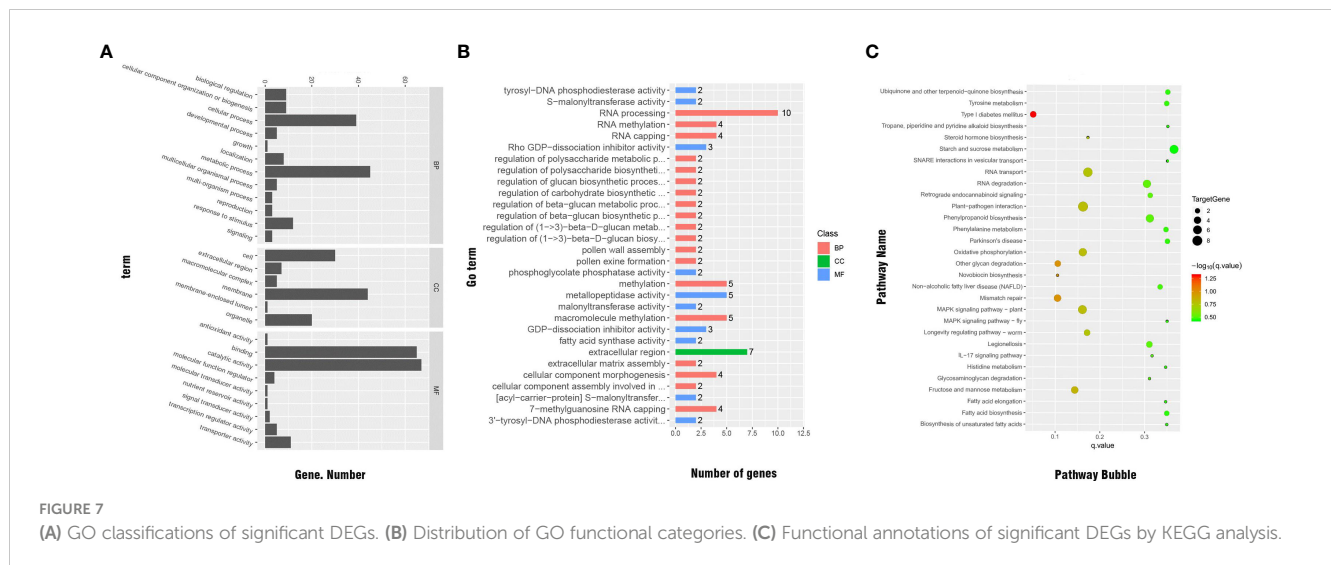 (A)
0
20
40
60
biological regulation
cellular component organization or biogenesis
cellular process
developmental process
growth
localization
metabolic process
multicellular organismal process
multi-organism process
reproduction
response to stimulus
signaling
BP
cell
extracellular region
macromolecular complex
membrane
membrane-enclosed lumen
organelle
CC
antioxidant activity
binding
catalytic activity
molecular function regulator
molecular transducer activity
nutrient reservoir activity
signal transducer activity
transcription regulator activity
transporter activity
MF
term
Gene. Number
(B)
Go term
tyrosyl-DNA phosphodiesterase activity 2
S-malonyltransferase activity 2
RNA processing 10
RNA methylation 4
RNA capping 4
Rho GDP-dissociation inhibitor activity 3
regulation of polysaccharide metabolic p... 2
regulation of polysaccharide biosyntheti... 2
regulation of glucan biosynthetic proces... 2
regulation of carbohydrate biosynthetic ... 2
regulation of beta-glucan metabolic proc... 2
regulation of beta-glucan biosynthetic p... 2
regulation of (1->3)-beta-D-glucan metab... 2
regulation of (1->3)-beta-D-glucan biosy... 2
pollen wall assembly 2
pollen exine formation 2
phosphoglycolate phosphatase activity 2
methylation 5
metallopeptidase activity 5
malonyltransferase activity 2
macromolecule methylation 5
GDP-dissociation inhibitor activity 3
fatty acid synthase activity 2
extracellular region 7
extracellular matrix assembly 2
cellular component morphogenesis 4
cellular component assembly involved in ... 2
[acyl-carrier-protein] S-malonyltransfer... 2
7-methylguanosine RNA capping 4
3'-tyrosyl-DNA phosphodiesterase activit... 2
0.0 2.5 5.0 7.5 10.0 12.5
Number of genes
Class
BP
CC
MF
(C)
Pathway Name
Ubiquinone and other terpenoid-quinone biosynthesis
Tyrosine metabolism
Type I diabetes mellitus
Tropane, piperidine and pyridine alkaloid biosynthesis
Steroid hormone biosynthesis
Starch and sucrose metabolism
SNARE interactions in vesicular transport
RNA transport
RNA degradation
Retrograde endocannabinoid signaling
Plant-pathogen interaction
Phenylpropanoid biosynthesis
Phenylalanine metabolism
Parkinson's disease
Oxidative phosphorylation
Other glycan degradation
Novobiocin biosynthesis
Non-alcoholic fatty liver disease (NAFLD)
Mismatch repair
MAPK signaling pathway - plant
MAPK signaling pathway - fly
Longevity regulating pathway - worm
Legionellosis
IL-17 signaling pathway
Histidine metabolism
Glycosaminoglycan degradation
Fructose and mannose metabolism
Fatty acid elongation
Fatty acid biosynthesis
Biosynthesis of unsaturated fatty acids
0.1 0.2 0.3
q.value
Pathway Bubble
TargetGene
2
4
6
8
-log10(q.value)
1.25
1.00
0.75
0.50
FIGURE 7
(A) GO classifications of significant DEGs. (B) Distribution of GO functional categories. (C) Functional annotations of significant DEGs by KEGG analysis.